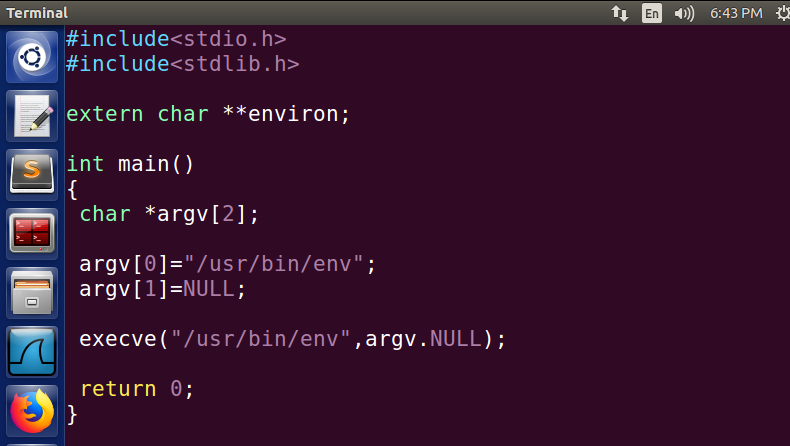 Terminal En 6:43 PM
#include<stdio.h>
#include<stdlib.h>
extern char **environ;
int main()
{
char *argv[2];
argv[0]="/usr/bin/env";
argv[1]=NULL;
execve("/usr/bin/env",argv.NULL);
return 0;
}